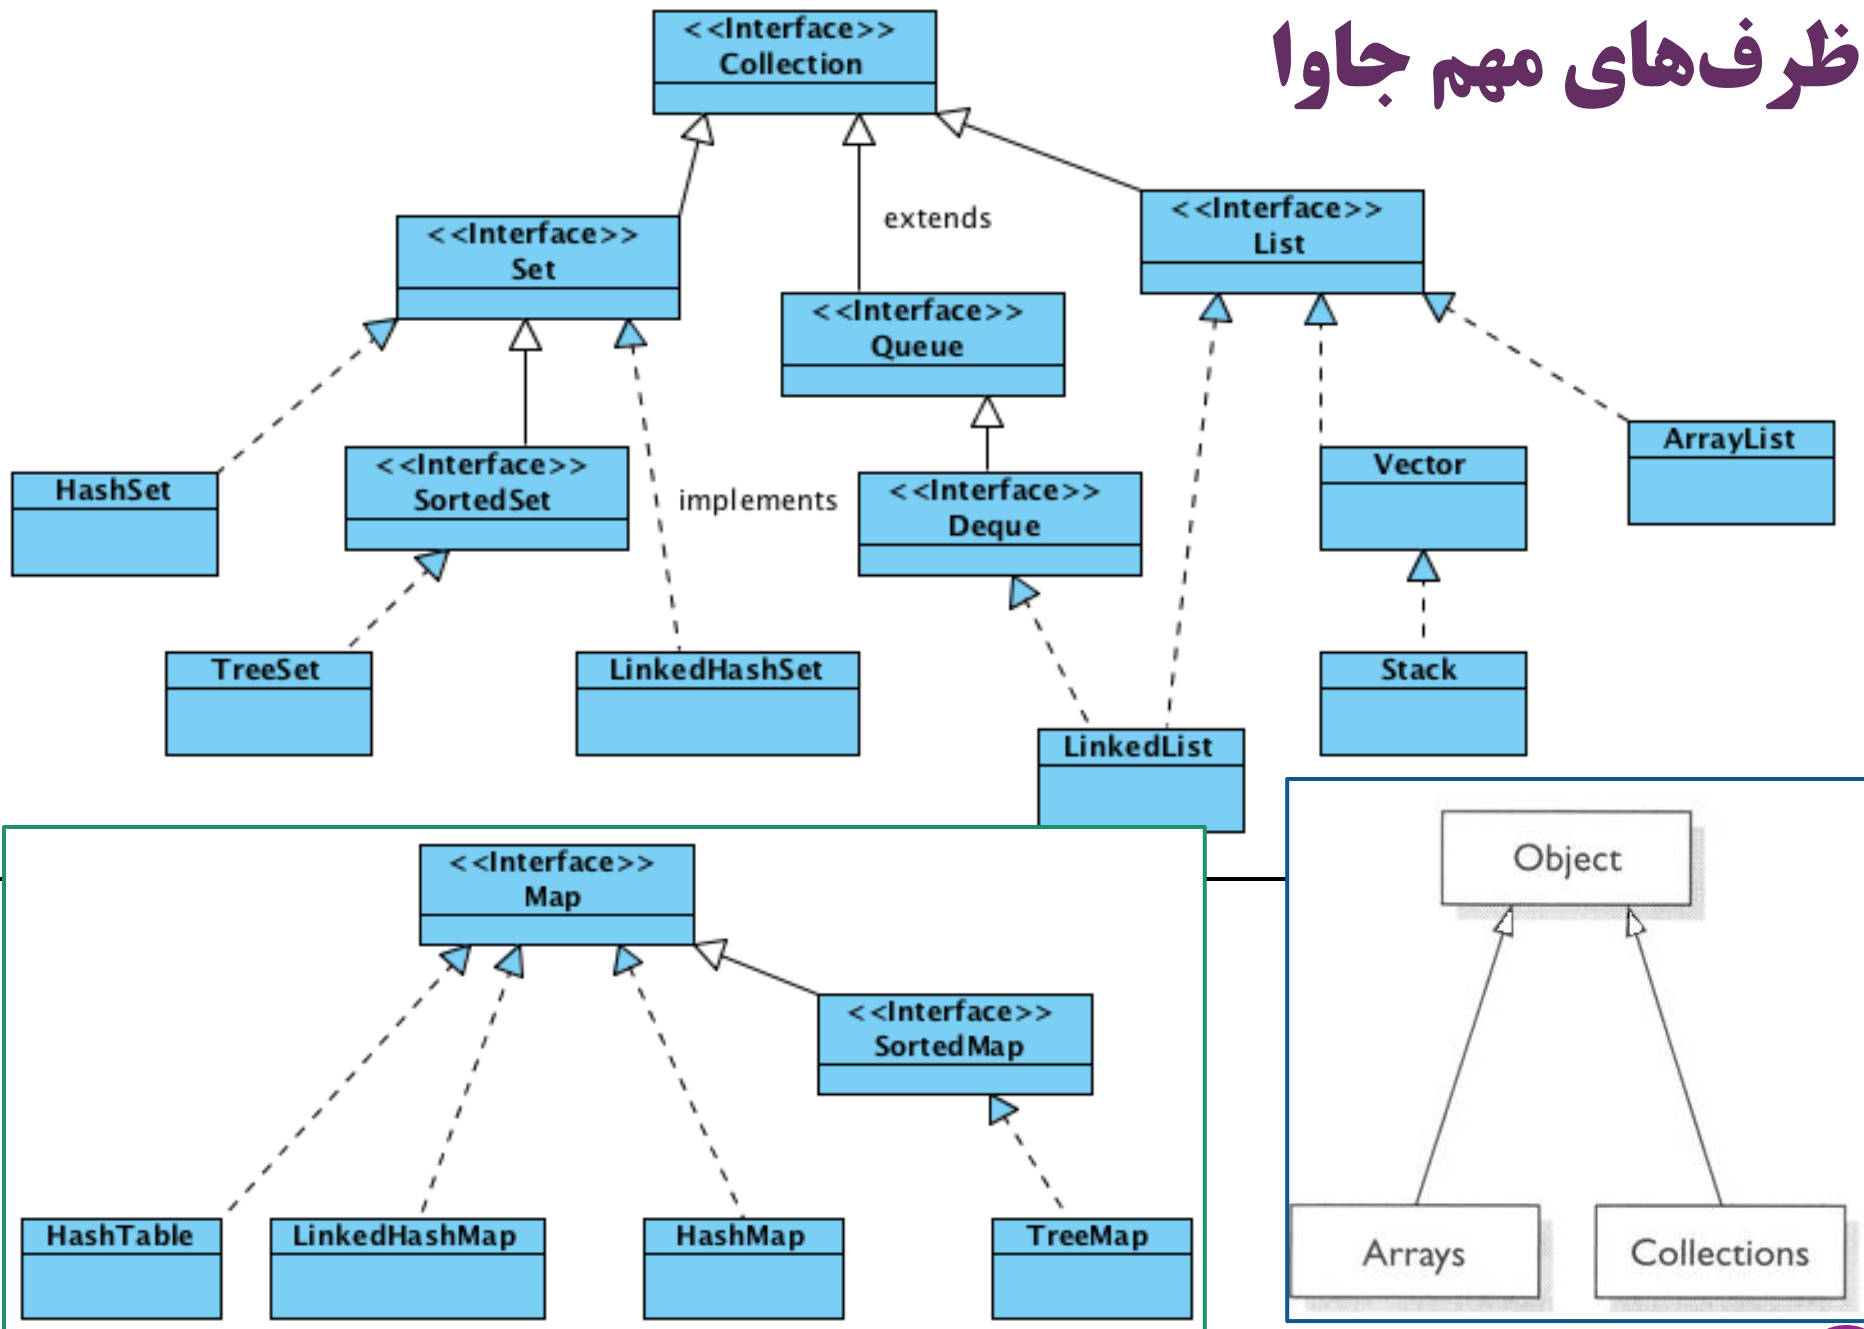 ظرف‌های مهم جاوا
<<Interface>>
Collection
<<Interface>>
Set
extends
<<Interface>>
List
<<Interface>>
Queue
HashSet
<<Interface>>
SortedSet
implements
<<Interface>>
Deque
Vector
ArrayList
TreeSet
LinkedHashSet
LinkedList
Stack
<<Interface>>
Map
<<Interface>>
SortedMap
HashTable
LinkedHashMap
HashMap
TreeMap
Object
Arrays
Collections